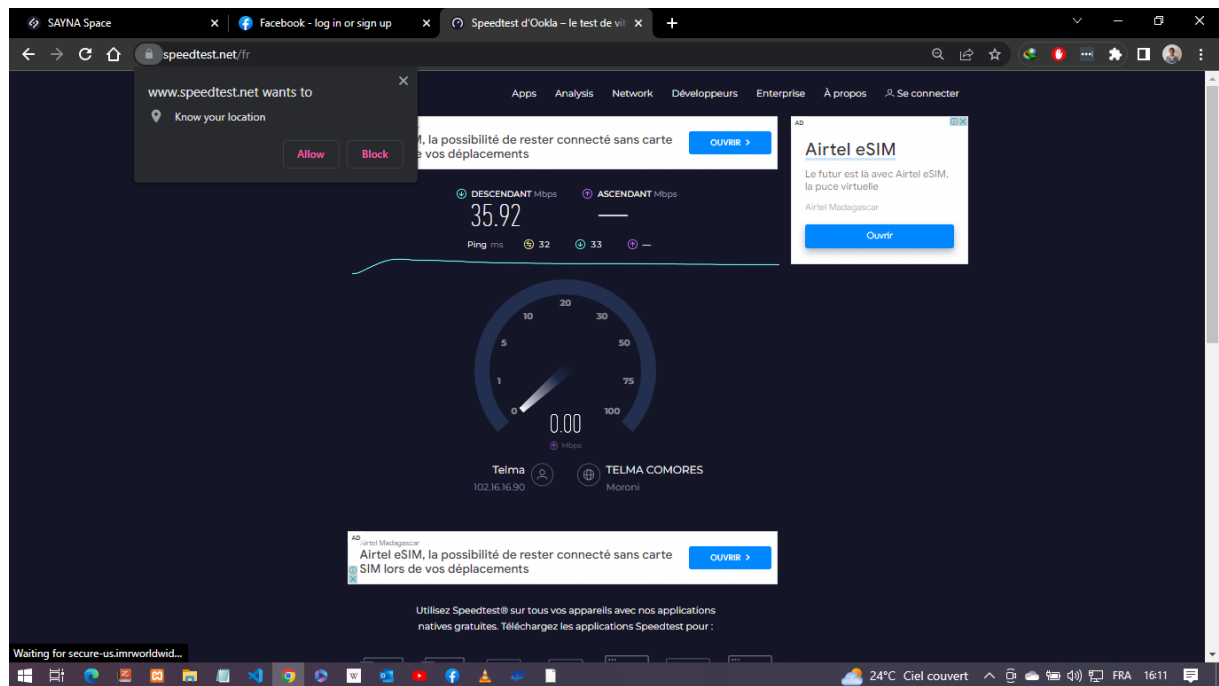 SAYNA Space
Facebook - log in or sign up
Speedtest d'Ookla – le test de vit
speedtest.net/fr
www.speedtest.net wants to
Know your location
Allow Block
Apps Analysis Network Développeurs Enterprise À propos Se connecter
AD
, la possibilité de rester connecté sans carte
vos déplacements
OUVRIR >
Airtel eSIM
Le futur est là avec Airtel eSIM,
la puce virtuelle
Airtel Madagascar
Ouvrir
DESCENDANT Mbps ASCENDANT Mbps
35.92 —
Ping ms 32 33 —
0
1
5
10
20
30
50
75
100
0.00
Mbps
Telma
102.16.16.90
TELMA COMORES
Moroni
AD
Airtel Madagascar
Airtel eSIM, la possibilité de rester connecté sans carte
SIM lors de vos déplacements
OUVRIR >
Utilisez Speedtest® sur tous vos appareils avec nos applications
natives gratuites. Téléchargez les applications Speedtest pour :
Waiting for secure-us.imrworldwid...
24°C Ciel couvert FRA 16:11